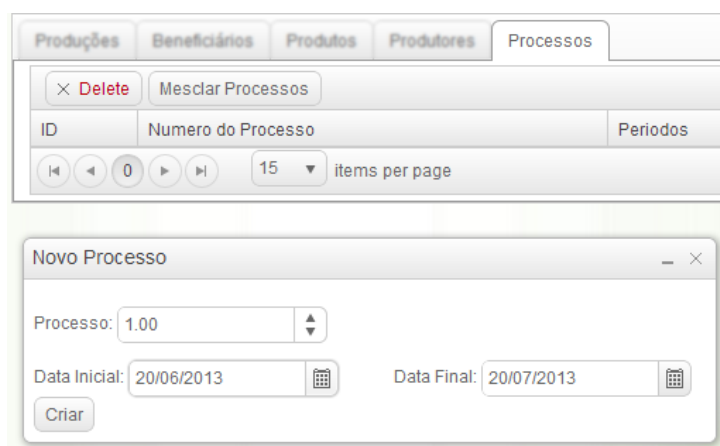 Produções Beneficiários Produtos Produtores Processos
× Delete Mesclar Processos
ID Numero do Processo Periodos
0 15 items per page
Novo Processo
Processo: 1.00
Data Inicial: 20/06/2013 Data Final: 20/07/2013
Criar